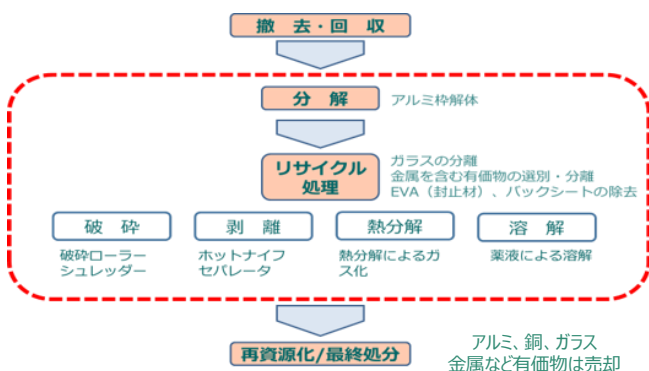 撤去・回収
分解
アルミ枠解体
リサイクル
処理
ガラスの分離
金属を含む有価物の選別・分離
EVA（封止材）、バックシートの除去
破砕
剥離
熱分解
溶解
破砕ローラー
シュレッダー
ホットナイフ
セパレータ
熱分解によるガ
ス化
薬液による溶解
再資源化/最終処分
アルミ、銅、ガラス
金属など有価物は売却